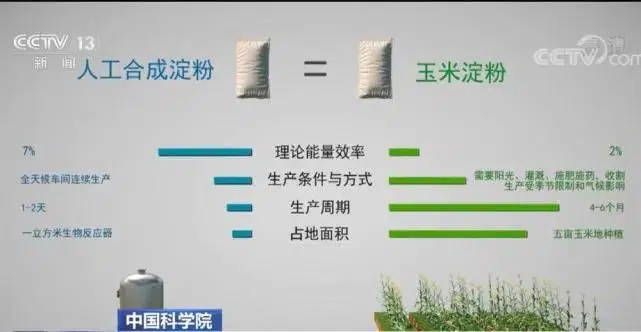 CCTV 13
新闻
CCTV.com
人工合成淀粉 = 玉米淀粉
7% 理论能量效率 2%
全天候车间连续生产 生产条件与方式 需要阳光、灌溉、施肥施药、收割
生产受季节限制和气候影响
1-2天 生产周期 4-6个月
一立方米生物反应器 占地面积 五亩玉米地种植
中国科学院